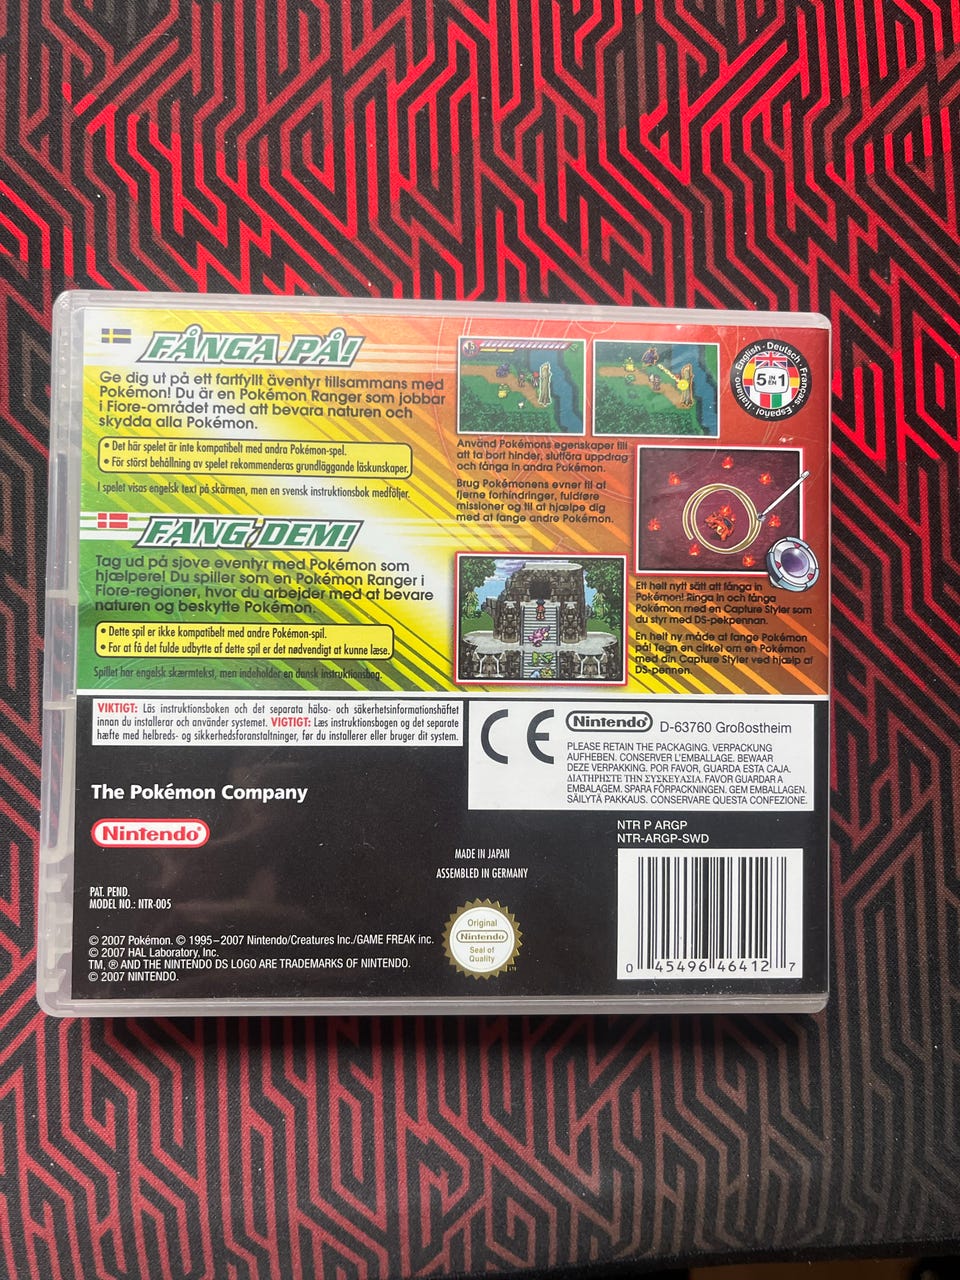 FÅNGA PÅ!
Ge dig ut på ett fartfyllt äventyr tillsammans med
Pokémon! Du är en Pokémon Ranger som jobbar
i Fiore-området med att bevara naturen och
skydda alla Pokémon.
• Det här spelet är inte kompatibelt med andra Pokémon-spel.
• För störst behållning av spelet rekommenderas grundläggande läskunskaper.
I spelet visas engelsk text på skärmen, men en svensk instruktionsbok medföljer.
FANG DEM!
Tag ud på sjove eventyr med Pokémon som
hjælpere! Du spiller som en Pokémon Ranger i
Fiore-regionen, hvor du arbejder med at bevare
naturen og beskytte Pokémon.
• Dette spil er ikke kompatibelt med andre Pokémon-spil.
• For at få det fulde udbytte af dette spil er det nødvendigt at kunne læse.
Spillet har engelsk skærmtekst, men indeholder en dansk instruktionsbog.
Använd Pokémons egenskaper till
att ta bort hinder, slutföra uppdrag
och fånga in andra Pokémon.
Brug Pokémonens evner til at
fjerne forhindringer, fuldføre
missioner og til at hjælpe dig
med at fange andre Pokémon.
English · Deutsch · Français · Español · Italiano
5 IN EN 1
Ett helt nytt sätt att fånga in
Pokémon! Ringa in och fånga
Pokémon med en Capture Styler som
du styr med DS-pekpennan.
En helt ny måde at fange Pokémon
på! Tegn en cirkel om en Pokémon
med din Capture Styler ved hjælp af
DS-pennen.
VIKTIGT: Läs instruktionsboken och det separata hälso- och säkerhetsinformationshäftet
innan du installerar och använder systemet. VIGTIGT: Læs instruktionsbogen og det separate
hæfte med helbreds- og sikkerhedsforanstaltninger, før du installerer eller bruger dit system.
CE
Nintendo®
D-63760 Großostheim
PLEASE RETAIN THE PACKAGING. VERPACKUNG
AUFHEBEN. CONSERVER L'EMBALLAGE. BEWAAR
DEZE VERPAKKING. POR FAVOR, GUARDA ESTA CAJA.
ΔΙΑΤΗΡΗΣΤΕ ΤΗΝ ΣΥΣΚΕΥΑΣΙΑ. FAVOR GUARDAR A
EMBALAGEM. SPARA FÖRPACKNINGEN. GEM EMBALLAGEN.
SÄILYTÄ PAKKAUS. CONSERVARE QUESTA CONFEZIONE.
The Pokémon Company
Nintendo®
NTR P ARGP
NTR-ARGP-SWD
MADE IN JAPAN
ASSEMBLED IN GERMANY
PAT. PEND.
MODEL NO.: NTR-005
Original
Nintendo
Seal of
Quality
© 2007 Pokémon. © 1995–2007 Nintendo/Creatures Inc./GAME FREAK inc.
© 2007 HAL Laboratory, Inc.
TM, ® AND THE NINTENDO DS LOGO ARE TRADEMARKS OF NINTENDO.
© 2007 NINTENDO.
0 45496 46412 7